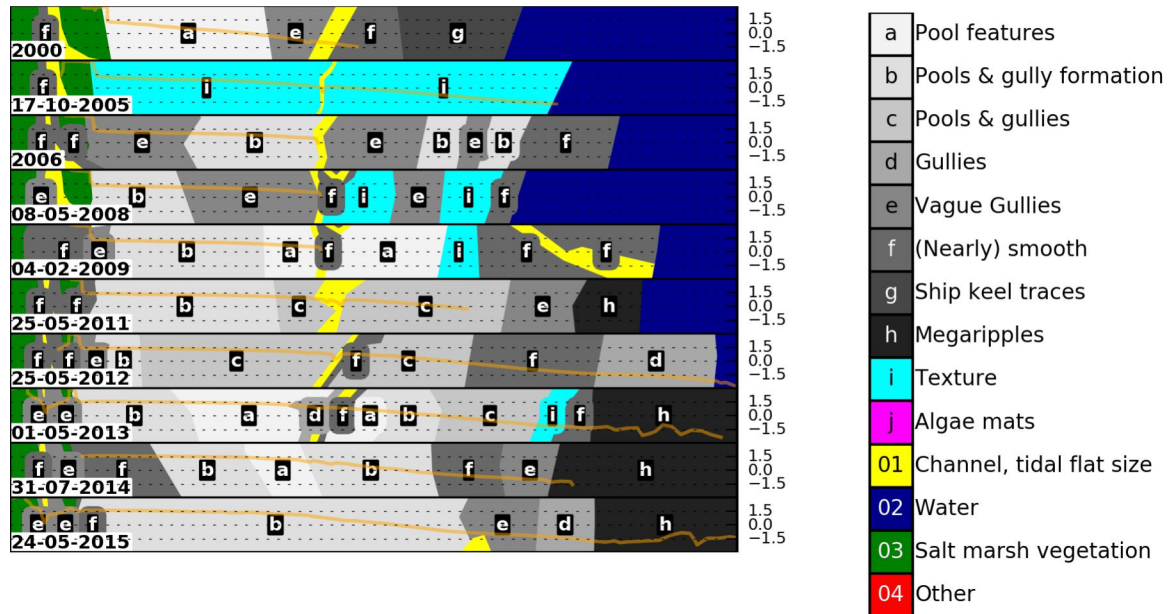 f a e f g 1.5
0.0
2000 −1.5
f i i 1.5
0.0
17-10-2005 −1.5
f f e b e b e b f 1.5
0.0
2006 −1.5
e b e f i e i f 1.5
0.0
08-05-2008 −1.5
f e b a f a i f f 1.5
0.0
04-02-2009 −1.5
f f b c c e h 1.5
0.0
25-05-2011 −1.5
f f e b c f c f d 1.5
0.0
25-05-2012 −1.5
e e b a d f a b c i f h 1.5
0.0
01-05-2013 −1.5
f e f b a b f e h 1.5
0.0
31-07-2014 −1.5
e e f b e d h 1.5
0.0
24-05-2015 −1.5
a Pool features
b Pools & gully formation
c Pools & gullies
d Gullies
e Vague Gullies
f (Nearly) smooth
g Ship keel traces
h Megaripples
i Texture
j Algae mats
01 Channel, tidal flat size
02 Water
03 Salt marsh vegetation
04 Other